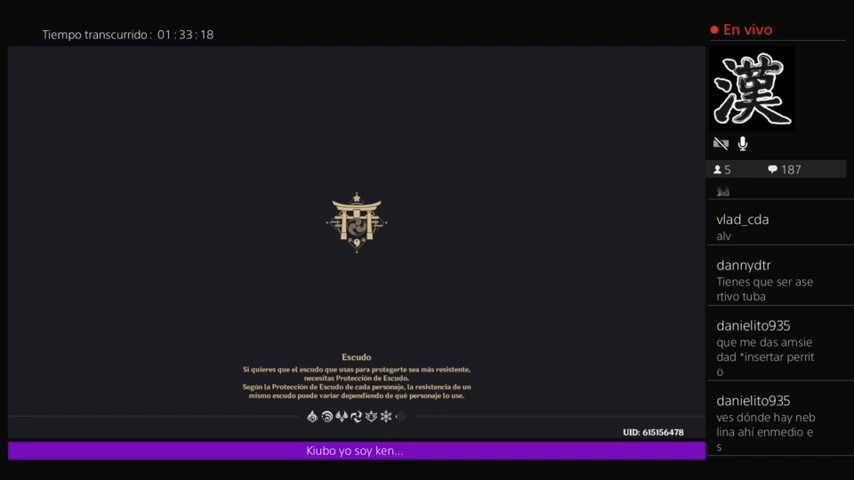 Tiempo transcurrido: 01:33:18
En vivo
漢
5
187
vlad_cda
alv
dannydtr
Tienes que ser ase
rtivo tuba
danielito935
que me das amsie
dad *insertar perrit
o
danielito935
ves dónde hay neb
lina ahí enmedio e
s
Escudo
Si quieres que el escudo que usas para protegerte sea más resistente,
necesitas Protección de Escudo.
Según la Protección de Escudo de cada personaje, la resistencia de un
mismo escudo puede variar dependiendo de qué personaje lo use.
UID: 615156478
Kiubo yo soy ken...